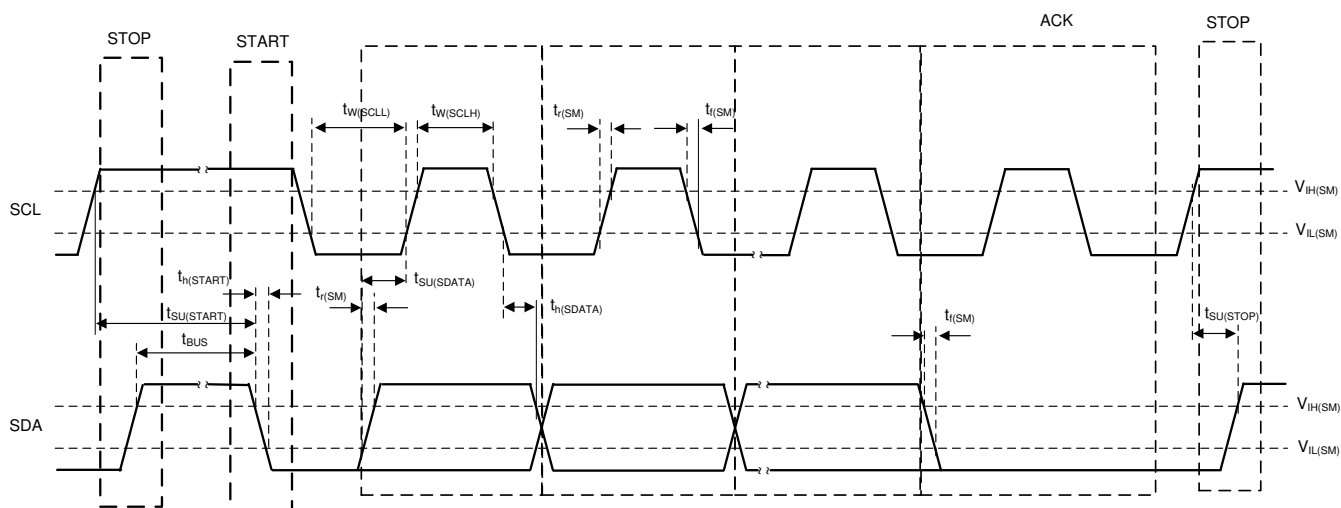 ACK
STOP START STOP
tW(SCLL) tW(SCLH) tr(SM) tf(SM)
VIH(SM)
SCL
VIL(SM)
th(START) tr(SM) tSU(SDATA)
th(SDATA)
tSU(START) tf(SM) tSU(STOP)
tBUS
VIH(SM)
SDA
VIL(SM)